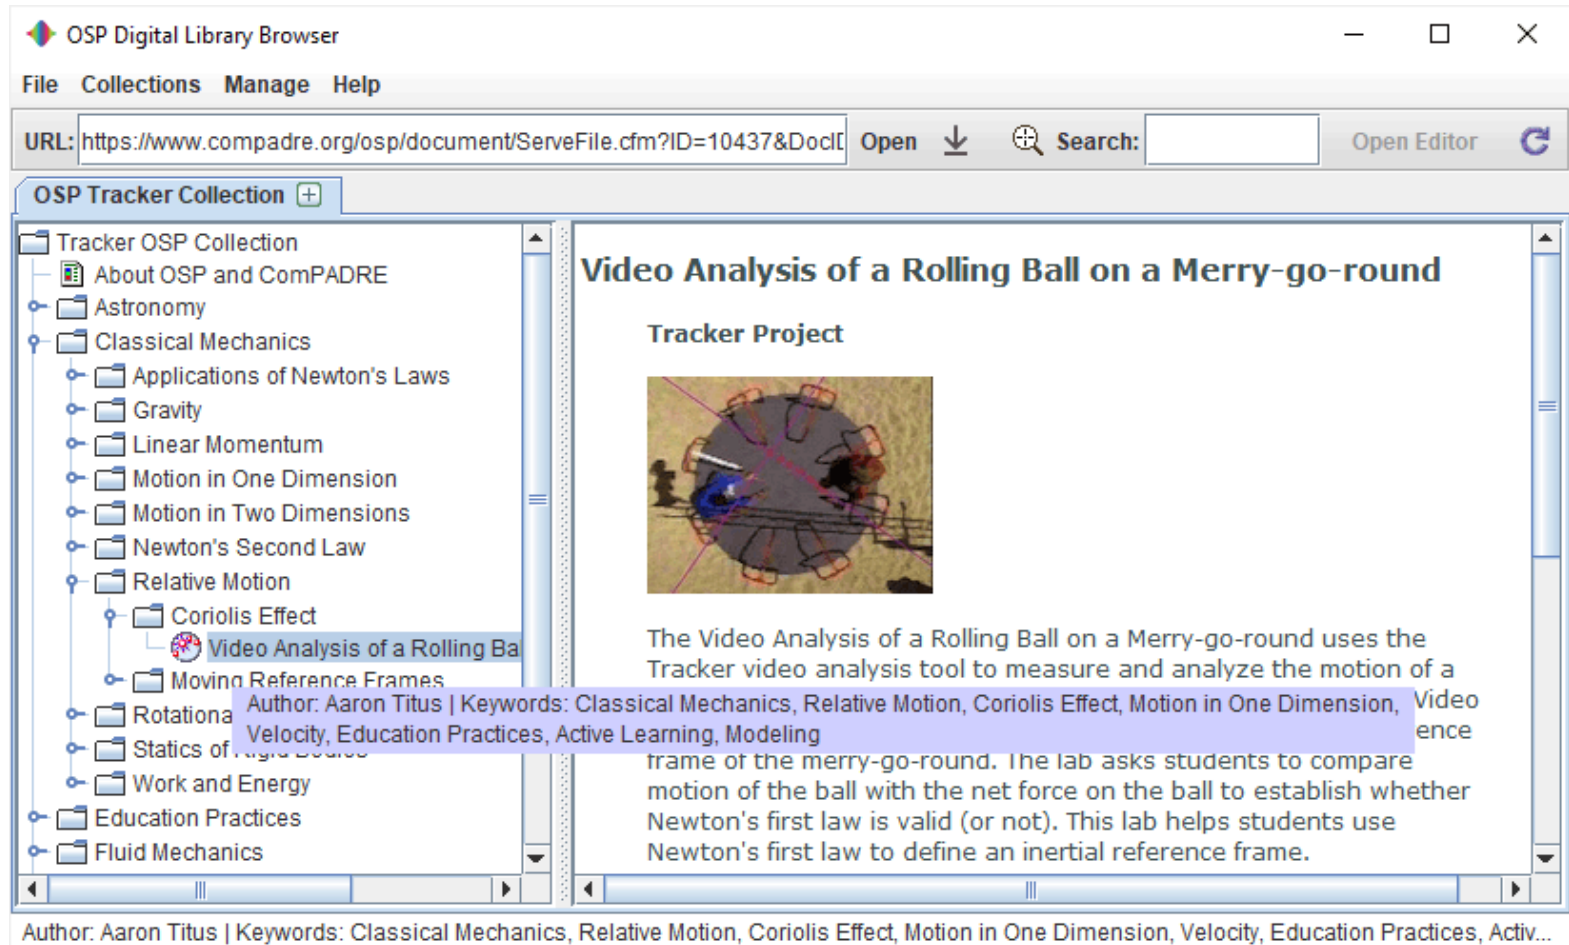 OSP Digital Library Browser
File Collections Manage Help
URL: https://www.compadre.org/osp/document/ServeFile.cfm?ID=10437&Doc Open Search: Open Editor
OSP Tracker Collection
Tracker OSP Collection
About OSP and ComPADRE
Astronomy
Classical Mechanics
Applications of Newton's Laws
Gravity
Linear Momentum
Motion in One Dimension
Motion in Two Dimensions
Newton's Second Law
Relative Motion
Coriolis Effect
Video Analysis of a Rolling Ba
Moving Reference Frames
Rotationa
Statics of Rigid Bodies
Work and Energy
Education Practices
Fluid Mechanics
Video Analysis of a Rolling Ball on a Merry-go-round
Tracker Project
The Video Analysis of a Rolling Ball on a Merry-go-round uses the
Tracker video analysis tool to measure and analyze the motion of a
Video
ence
frame of the merry-go-round. The lab asks students to compare
motion of the ball with the net force on the ball to establish whether
Newton's first law is valid (or not). This lab helps students use
Newton's first law to define an inertial reference frame.
Author: Aaron Titus | Keywords: Classical Mechanics, Relative Motion, Coriolis Effect, Motion in One Dimension,
Velocity, Education Practices, Active Learning, Modeling
Author: Aaron Titus | Keywords: Classical Mechanics, Relative Motion, Coriolis Effect, Motion in One Dimension, Velocity, Education Practices, Activ...